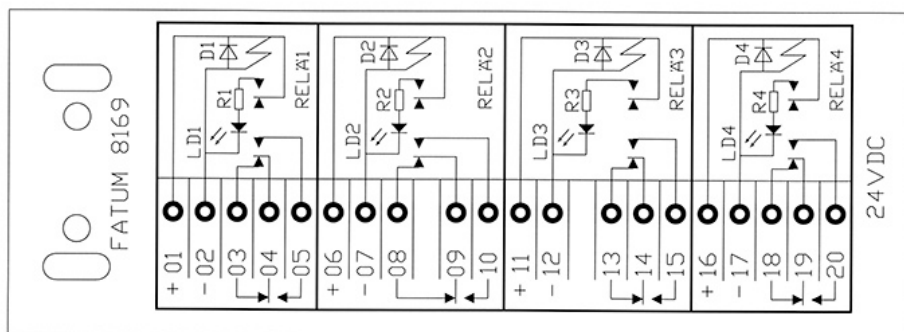 FATUM 8169
D1
R1
LD1
RELÄ1
D2
R2
LD2
RELÄ2
D3
R3
LD3
RELÄ3
D4
R4
LD4
RELÄ4
+ 01
- 02
03
04
05
+ 06
- 07
08
09
10
+ 11
- 12
13
14
15
+ 16
- 17
18
19
20
24VDC